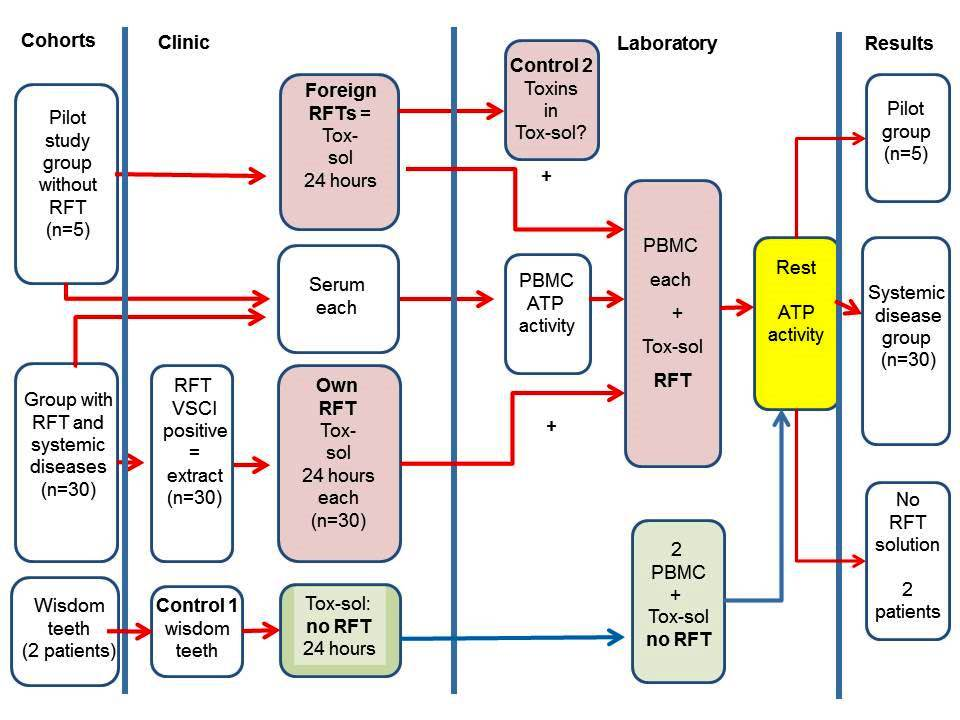 Cohorts
Clinic
Laboratory
Results
Pilot
study
group
without
RFT
(n=5)
Foreign
RFTs =
Tox-
sol
24 hours
Control 2
Toxins
in
Tox-sol?
+
Pilot
group
(n=5)
Serum
each
PBMC
ATP
activity
PBMC
each
+
Tox-sol
RFT
Rest
ATP
activity
Systemic
disease
group
(n=30)
Group with
RFT and
systemic
diseases
(n=30)
RFT
VSCI
positive
=
extract
(n=30)
Own
RFT
Tox-
sol
24 hours
each
(n=30)
+
No
RFT
solution
2
patients
Wisdom
teeth
(2 patients)
Control 1
wisdom
teeth
Tox-sol:
no RFT
24 hours
2
PBMC
+
Tox-sol
no RFT